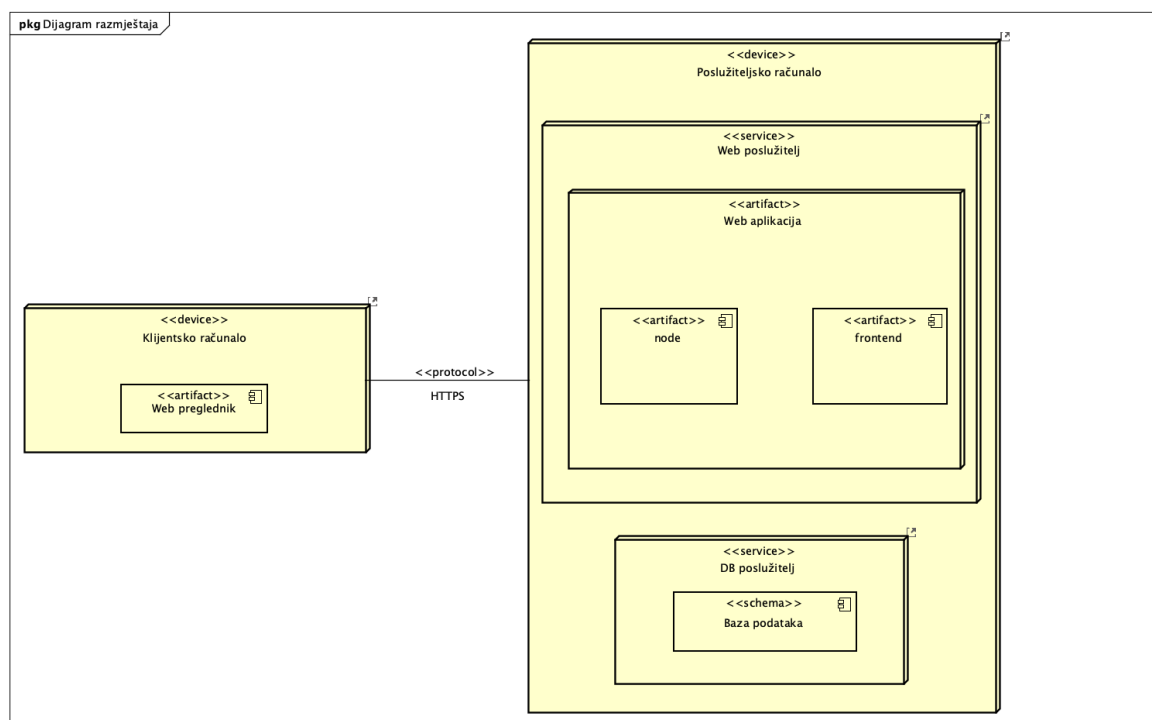 pkg Dijagram razmještaja
<<device>>
Poslužiteljsko računalo
<<service>>
Web poslužitelj
<<artifact>>
Web aplikacija
<<artifact>>
node
<<artifact>>
frontend
<<device>>
Klijentsko računalo
<<artifact>>
Web preglednik
<<protocol>>
HTTPS
<<service>>
DB poslužitelj
<<schema>>
Baza podataka